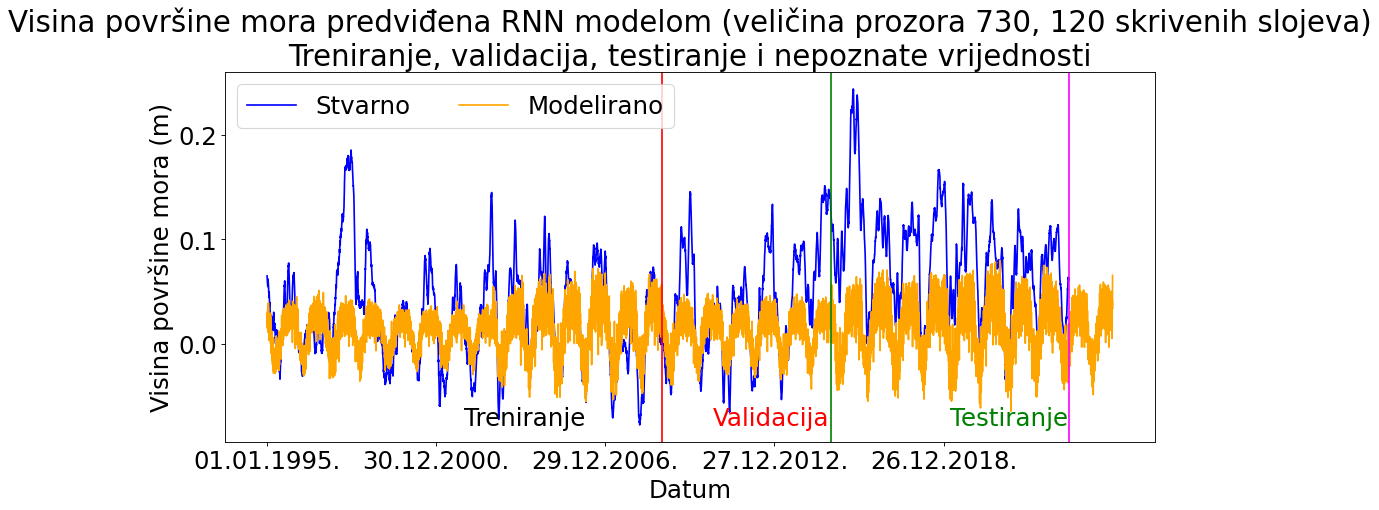 Visina površine mora predviđena RNN modelom (veličina prozora 730, 120 skrivenih slojeva)
Treniranje, validacija, testiranje i nepoznate vrijednosti
Stvarno Modelirano
Visina površine mora (m)
0.2
0.1
0.0
Treniranje Validacija Testiranje
01.01.1995. 30.12.2000. 29.12.2006. 27.12.2012. 26.12.2018.
Datum